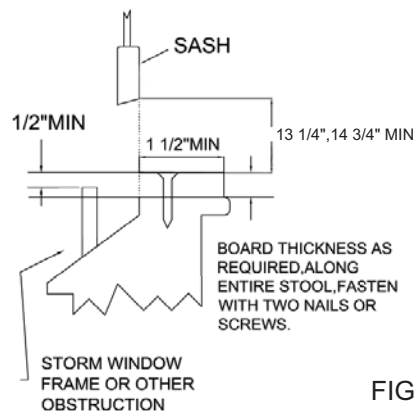 SASH
1/2"MIN
1 1/2"MIN
13 1/4",14 3/4" MIN
BOARD THICKNESS AS
REQUIRED,ALONG
ENTIRE STOOL,FASTEN
WITH TWO NAILS OR
SCREWS.
STORM WINDOW
FRAME OR OTHER
OBSTRUCTION
FIG